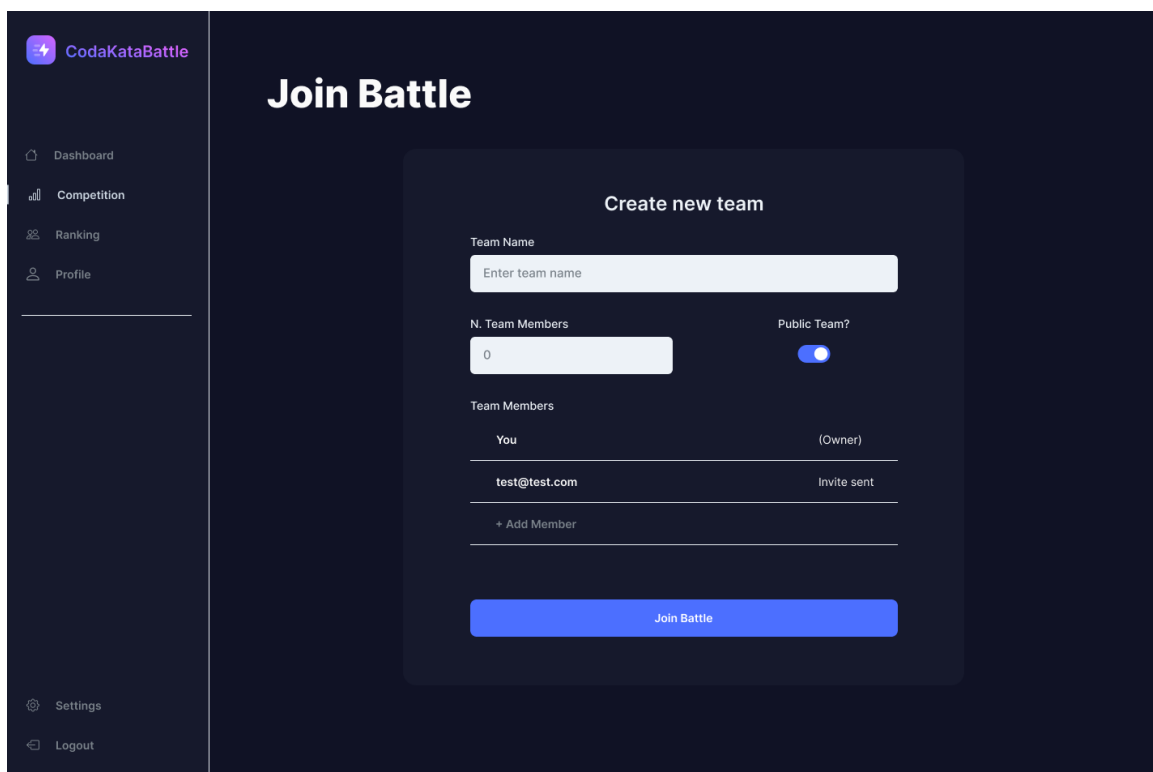 CodaKataBattle
Dashboard
Competition
Ranking
Profile
Settings
Logout
Join Battle
Create new team
Team Name
Enter team name
N. Team Members
Public Team?
0
Team Members
You (Owner)
test@test.com Invite sent
+ Add Member
Join Battle